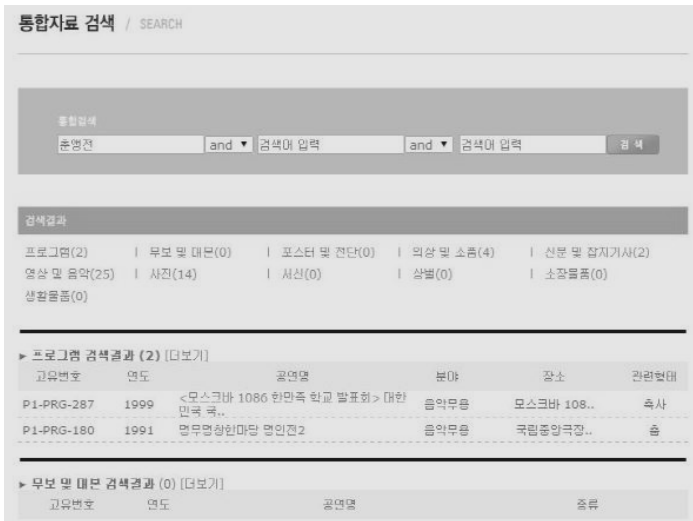 통합자료 검색 / SEARCH
통합검색
춘앵전 and ▼ 검색어 입력 and ▼ 검색어 입력 검 색
검색결과
프로그램(2) | 무보 및 대본(0) | 포스터 및 전단(0) | 의상 및 소품(4) | 신문 및 잡지기사(2)
영상 및 음악(25) | 사진(14) | 서신(0) | 상벌(0) | 소장물품(0)
생활물품(0)
▶ 프로그램 검색결과 (2) [더보기]
고유번호 연도 공연명 분야 장소 관련형태
P1-PRG-287 1999 <모스크바 1086 한만족 학교 발표회> 대한민국 국.. 음악무용 모스크바 108.. 축사
P1-PRG-180 1991 명무명창한마당 명인전2 음악무용 국립중앙극장.. 춤
▶ 무보 및 대본 검색결과 (0) [더보기]
고유번호 연도 공연명 종류